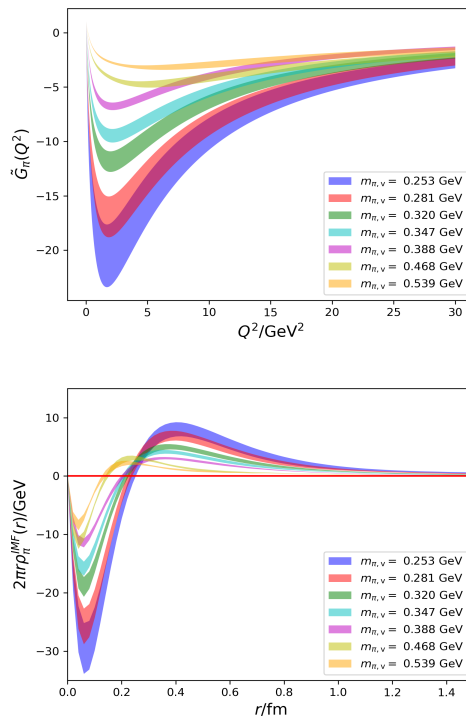 0
−5
−10
−15
−20
G̃π(Q²)
mπ,v = 0.253 GeV
mπ,v = 0.281 GeV
mπ,v = 0.320 GeV
mπ,v = 0.347 GeV
mπ,v = 0.388 GeV
mπ,v = 0.468 GeV
mπ,v = 0.539 GeV
0 5 10 15 20 25 30
Q²/GeV²
10
0
−10
−20
−30
2πrρπ^IMF(r)/GeV
mπ,v = 0.253 GeV
mπ,v = 0.281 GeV
mπ,v = 0.320 GeV
mπ,v = 0.347 GeV
mπ,v = 0.388 GeV
mπ,v = 0.468 GeV
mπ,v = 0.539 GeV
0.0 0.2 0.4 0.6 0.8 1.0 1.2 1.4
r/fm